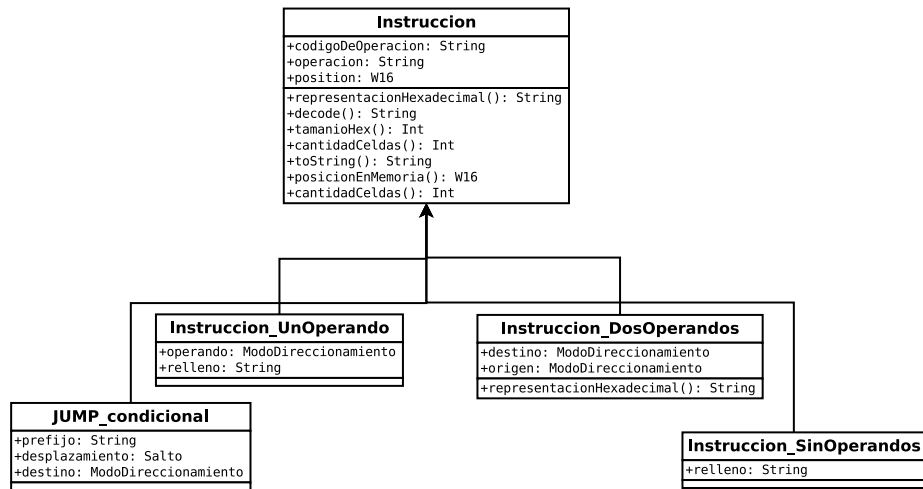 Instruccion
+codigoDeOperacion: String
+operacion: String
+position: W16
+representacionHexadecimal(): String
+decode(): String
+tamanioHex(): Int
+cantidadCeldas(): Int
+toString(): String
+posicionEnMemoria(): W16
+cantidadCeldas(): Int
Instruccion_UnOperando
+operando: ModoDireccionamiento
+relleno: String
Instruccion_DosOperandos
+destino: ModoDireccionamiento
+origen: ModoDireccionamiento
+representacionHexadecimal(): String
JUMP_condicional
+prefijo: String
+desplazamiento: Salto
+destino: ModoDireccionamiento
Instruccion_SinOperandos
+relleno: String